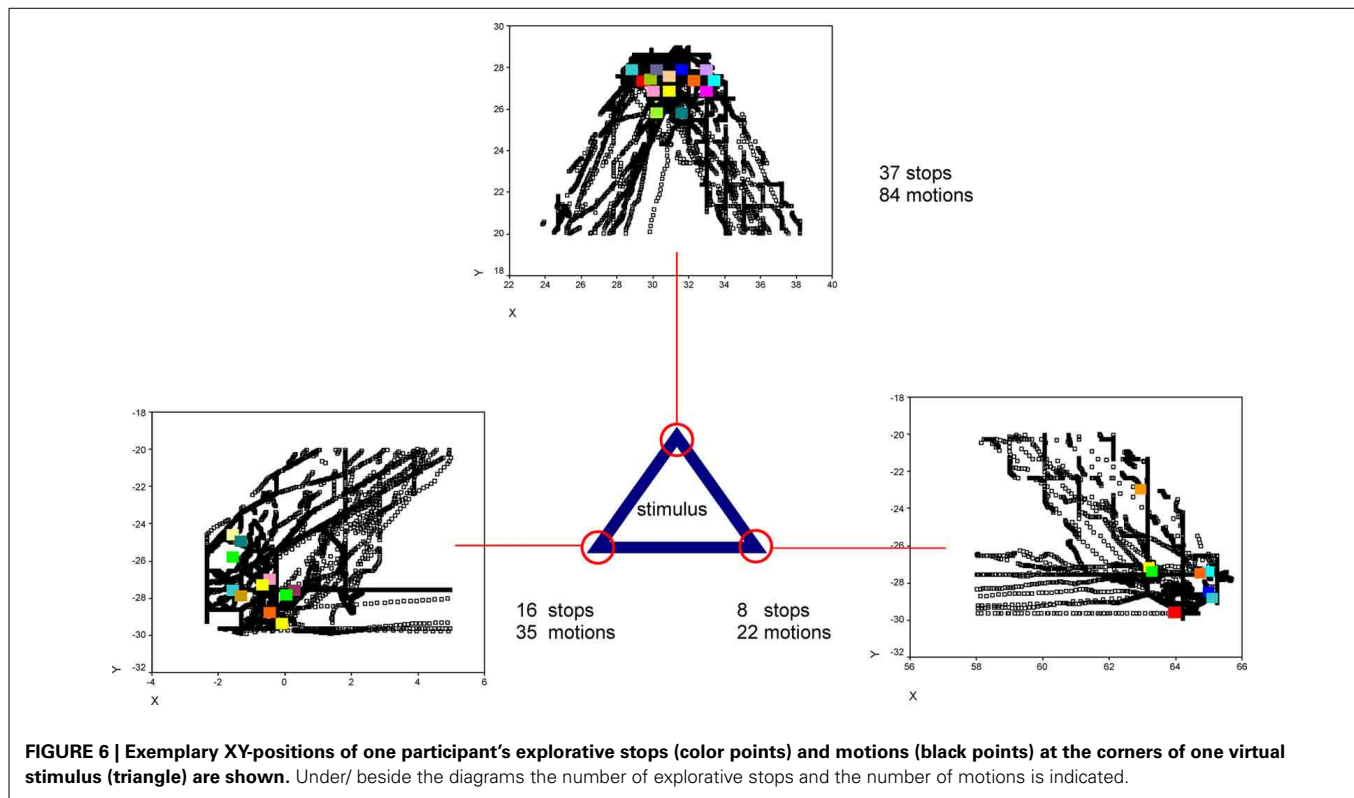 30
28
26
24
22
20
18
Y
22 24 26 28 30 32 34 36 38 40
X
37 stops
84 motions
-18
-20
-22
-24
-26
-28
-30
-32
Y
-4 -2 0 2 4 6
X
stimulus
16 stops
35 motions
8 stops
22 motions
-18
-20
-22
-24
-26
-28
-30
-32
Y
56 58 60 62 64 66
X
FIGURE 6 | Exemplary XY-positions of one participant's explorative stops (color points) and motions (black points) at the corners of one virtual
stimulus (triangle) are shown. Under/ beside the diagrams the number of explorative stops and the number of motions is indicated.